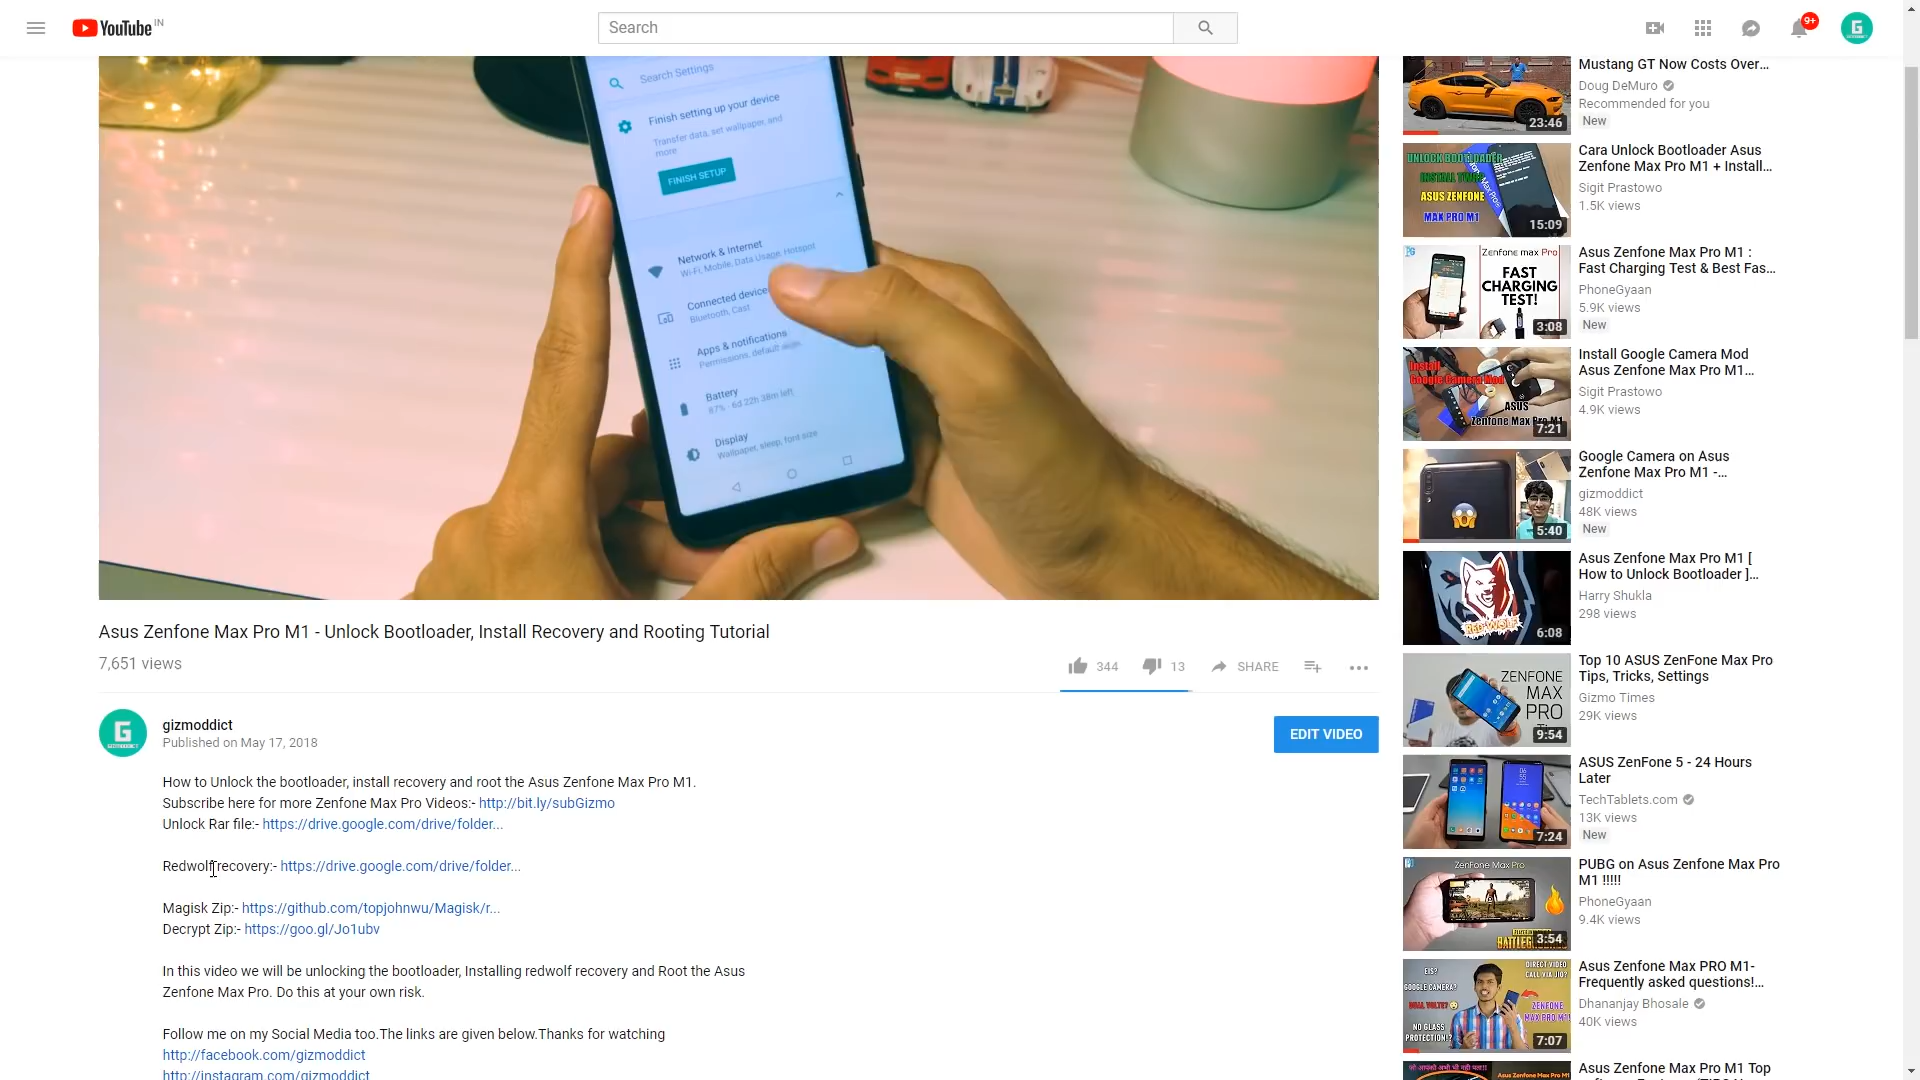 YouTube IN
Search
9+
Search Settings
Finish setting up your device
Transfer data, set wallpaper, and
more
FINISH SETUP
Network & Internet
Wi-Fi, Mobile, Data Usage, Hotspot
Connected device
Bluetooth, Cast
Apps & notifications
Permissions, default
Battery
87% · 6d 22h 38m left
Display
Wallpaper, sleep, font size
Asus Zenfone Max Pro M1 - Unlock Bootloader, Install Recovery and Rooting Tutorial
7,651 views
344
13
SHARE
gizmoddict
Published on May 17, 2018
EDIT VIDEO
How to Unlock the bootloader, install recovery and root the Asus Zenfone Max Pro M1.
Subscribe here for more Zenfone Max Pro Videos:- http://bit.ly/subGizmo
Unlock Rar file:- https://drive.google.com/drive/folder...
Redwolf recovery:- https://drive.google.com/drive/folder...
Magisk Zip:- https://github.com/topjohnwu/Magisk/r...
Decrypt Zip:- https://goo.gl/Jo1ubv
In this video we will be unlocking the bootloader, Installing redwolf recovery and Root the Asus
Zenfone Max Pro. Do this at your own risk.
Follow me on my Social Media too.The links are given below.Thanks for watching
http://facebook.com/gizmoddict
http://instagram.com/gizmoddict
Mustang GT Now Costs Over...
Doug DeMuro
Recommended for you
New
23:46
UNLOCK BOOTLOADER
INSTALL TWRP
ASUS ZENFONE
MAX PRO M1
15:09
Cara Unlock Bootloader Asus
Zenfone Max Pro M1 + Install...
Sigit Prastowo
1.5K views
Zenfone max Pro
FAST
CHARGING
TEST!
3:08
Asus Zenfone Max Pro M1 :
Fast Charging Test & Best Fas...
PhoneGyaan
5.9K views
New
Install
Google Camera Mod
ASUS
Zenfone Max Pro M1
7:21
Install Google Camera Mod
Asus Zenfone Max Pro M1...
Sigit Prastowo
4.9K views
5:40
Google Camera on Asus
Zenfone Max Pro M1 -...
gizmoddict
48K views
New
RED WOLF
6:08
Asus Zenfone Max Pro M1 [
How to Unlock Bootloader ]...
Harry Shukla
298 views
ZENFONE
MAX
PRO
9:54
Top 10 ASUS ZenFone Max Pro
Tips, Tricks, Settings
Gizmo Times
29K views
7:24
ASUS ZenFone 5 - 24 Hours
Later
TechTablets.com
13K views
New
ZenFone Max Pro
3:54
PUBG on Asus Zenfone Max Pro
M1 !!!!!
PhoneGyaan
9.4K views
EIS?
GOOGLE CAMERA?
DUAL VOLTE?
NO GLASS
PROTECTION!?
DIRECT VIDEO
CALL VIA JIO?
ZENFONE
MAX PRO M1!
7:07
Asus Zenfone Max PRO M1-
Frequently asked questions!...
Dhananjay Bhosale
40K views
Asus Zenfone Max Pro M1 Top